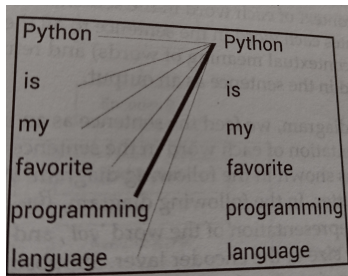 Python
is
my
favorite
programming
language
Python
is
my
favorite
programming
language